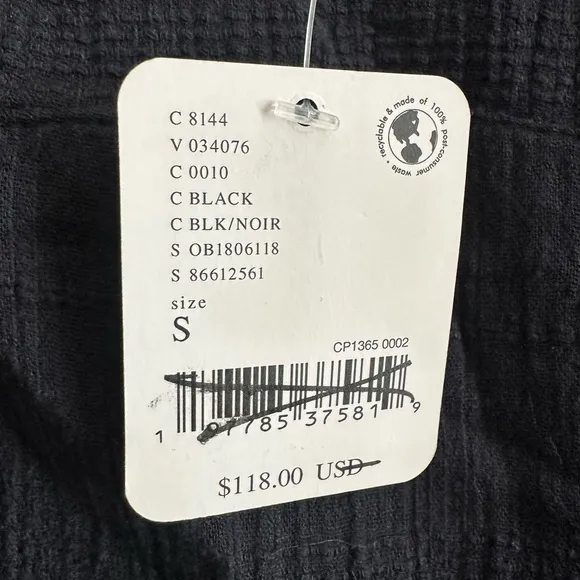 C 8144
V 034076
C 0010
C BLACK
C BLK/NOIR
S OB1806118
S 86612561
size
S
recyclable & made of 100% post-consumer waste •
CP1365 0002
1 97785 37581 9
$118.00 USD